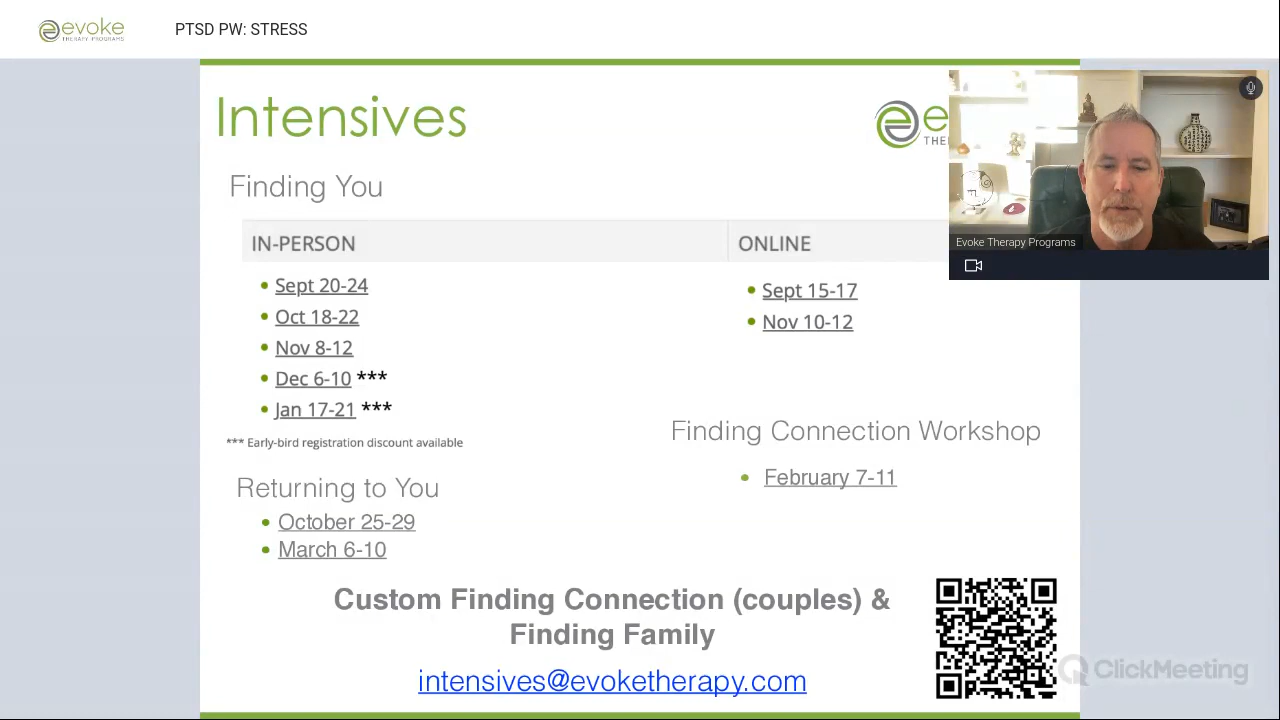 evoke
THERAPY PROGRAMS
PTSD PW: STRESS
Intensives
e
THE
Finding You
IN-PERSON
ONLINE
• Sept 20-24
• Oct 18-22
• Nov 8-12
• Dec 6-10 ***
• Jan 17-21 ***
*** Early-bird registration discount available
• Sept 15-17
• Nov 10-12
Evoke Therapy Programs
Finding Connection Workshop
• February 7-11
Returning to You
• October 25-29
• March 6-10
Custom Finding Connection (couples) &
Finding Family
intensives@evoketherapy.com
ClickMeeting